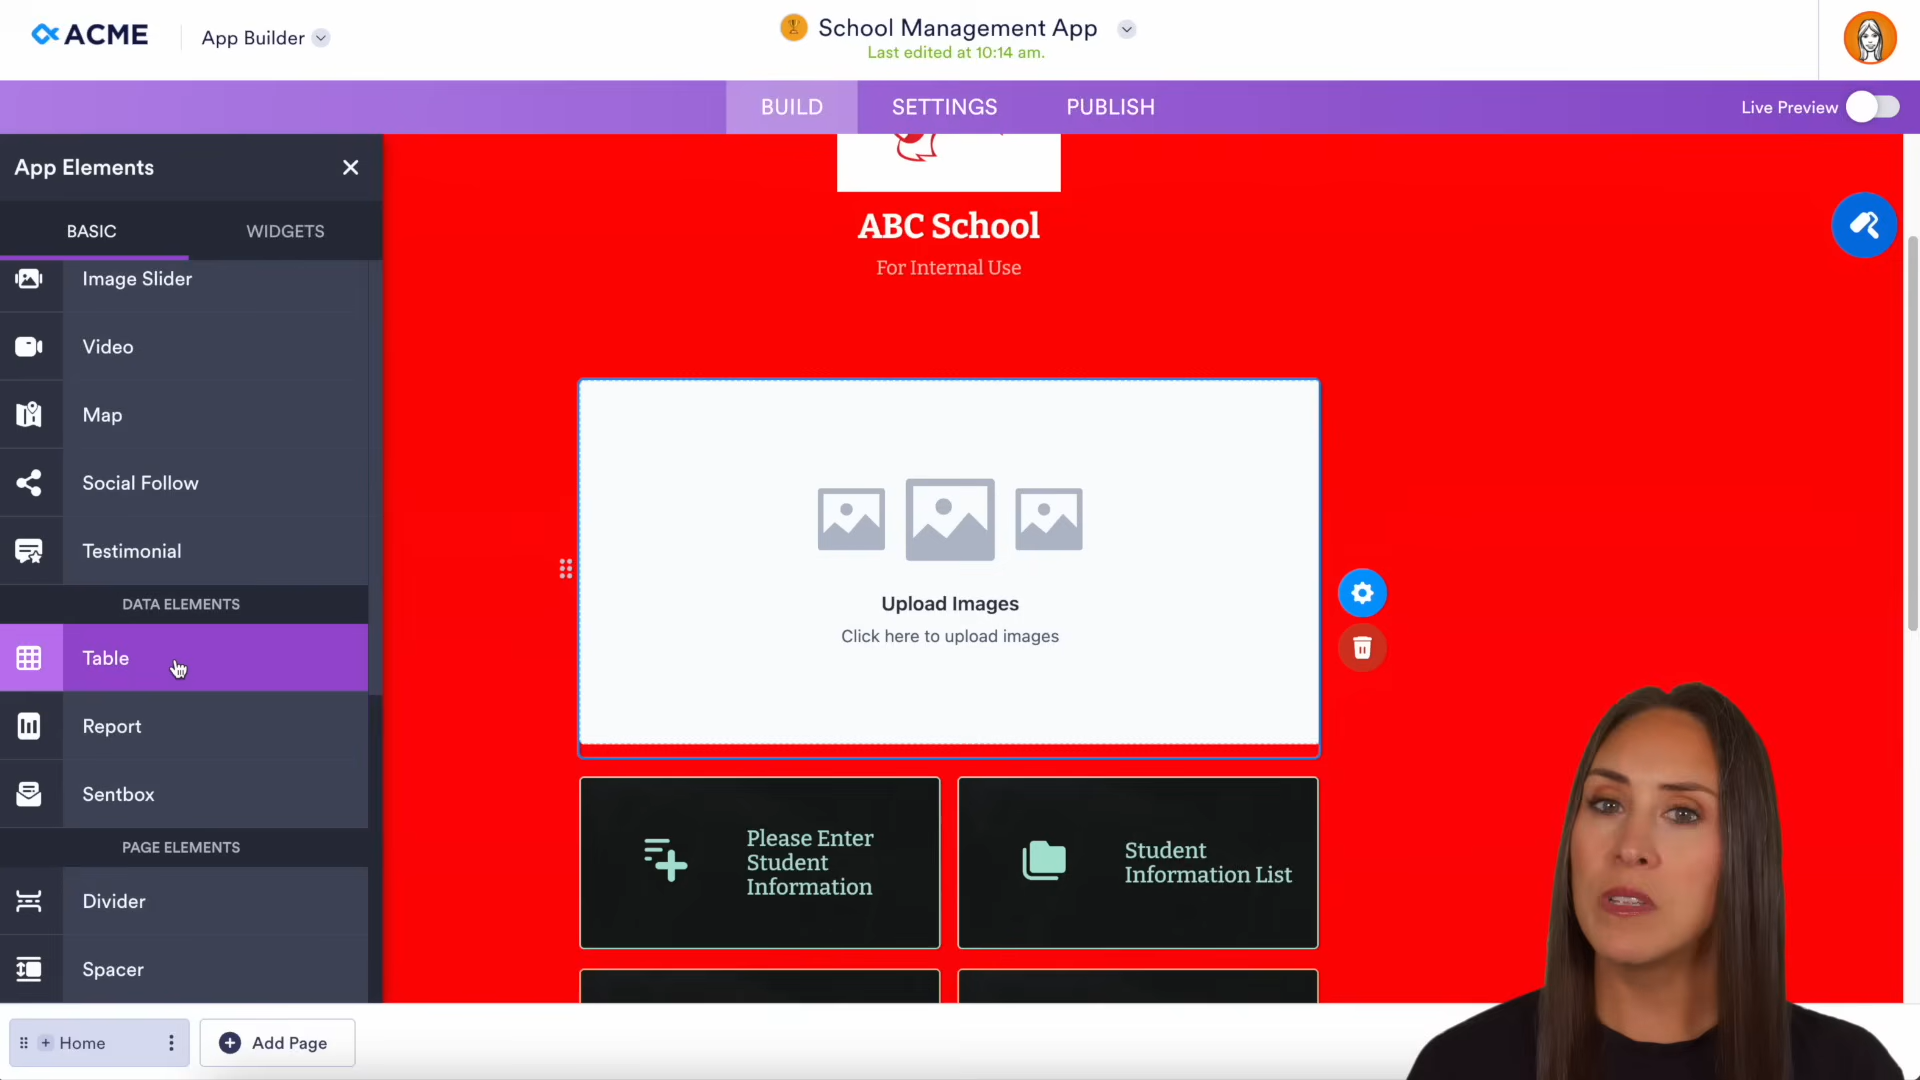 ACME
App Builder
School Management App
Last edited at 10:14 am.
BUILD
SETTINGS
PUBLISH
Live Preview
App Elements
BASIC
WIDGETS
Image Slider
Video
Map
Social Follow
Testimonial
DATA ELEMENTS
Table
Report
Sentbox
PAGE ELEMENTS
Divider
Spacer
ABC School
For Internal Use
Upload Images
Click here to upload images
Please Enter
Student
Information
Student
Information List
Home
Add Page